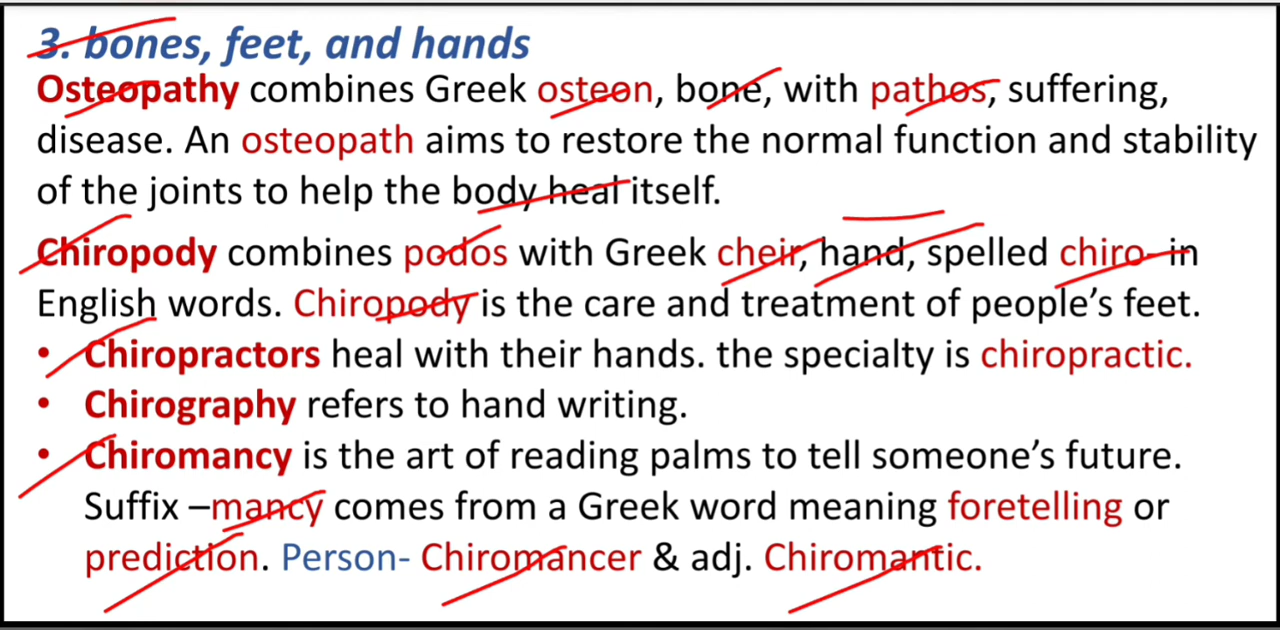 3. bones, feet, and hands
Osteopathy combines Greek osteon, bone, with pathos, suffering,
disease. An osteopath aims to restore the normal function and stability
of the joints to help the body heal itself.
Chiropody combines podos with Greek cheir, hand, spelled chiro- in
English words. Chiropody is the care and treatment of people’s feet.
• Chiropractors heal with their hands. the specialty is chiropractic.
• Chirography refers to hand writing.
• Chiromancy is the art of reading palms to tell someone’s future.
Suffix –mancy comes from a Greek word meaning foretelling or
prediction. Person- Chiromancer & adj. Chiromantic.